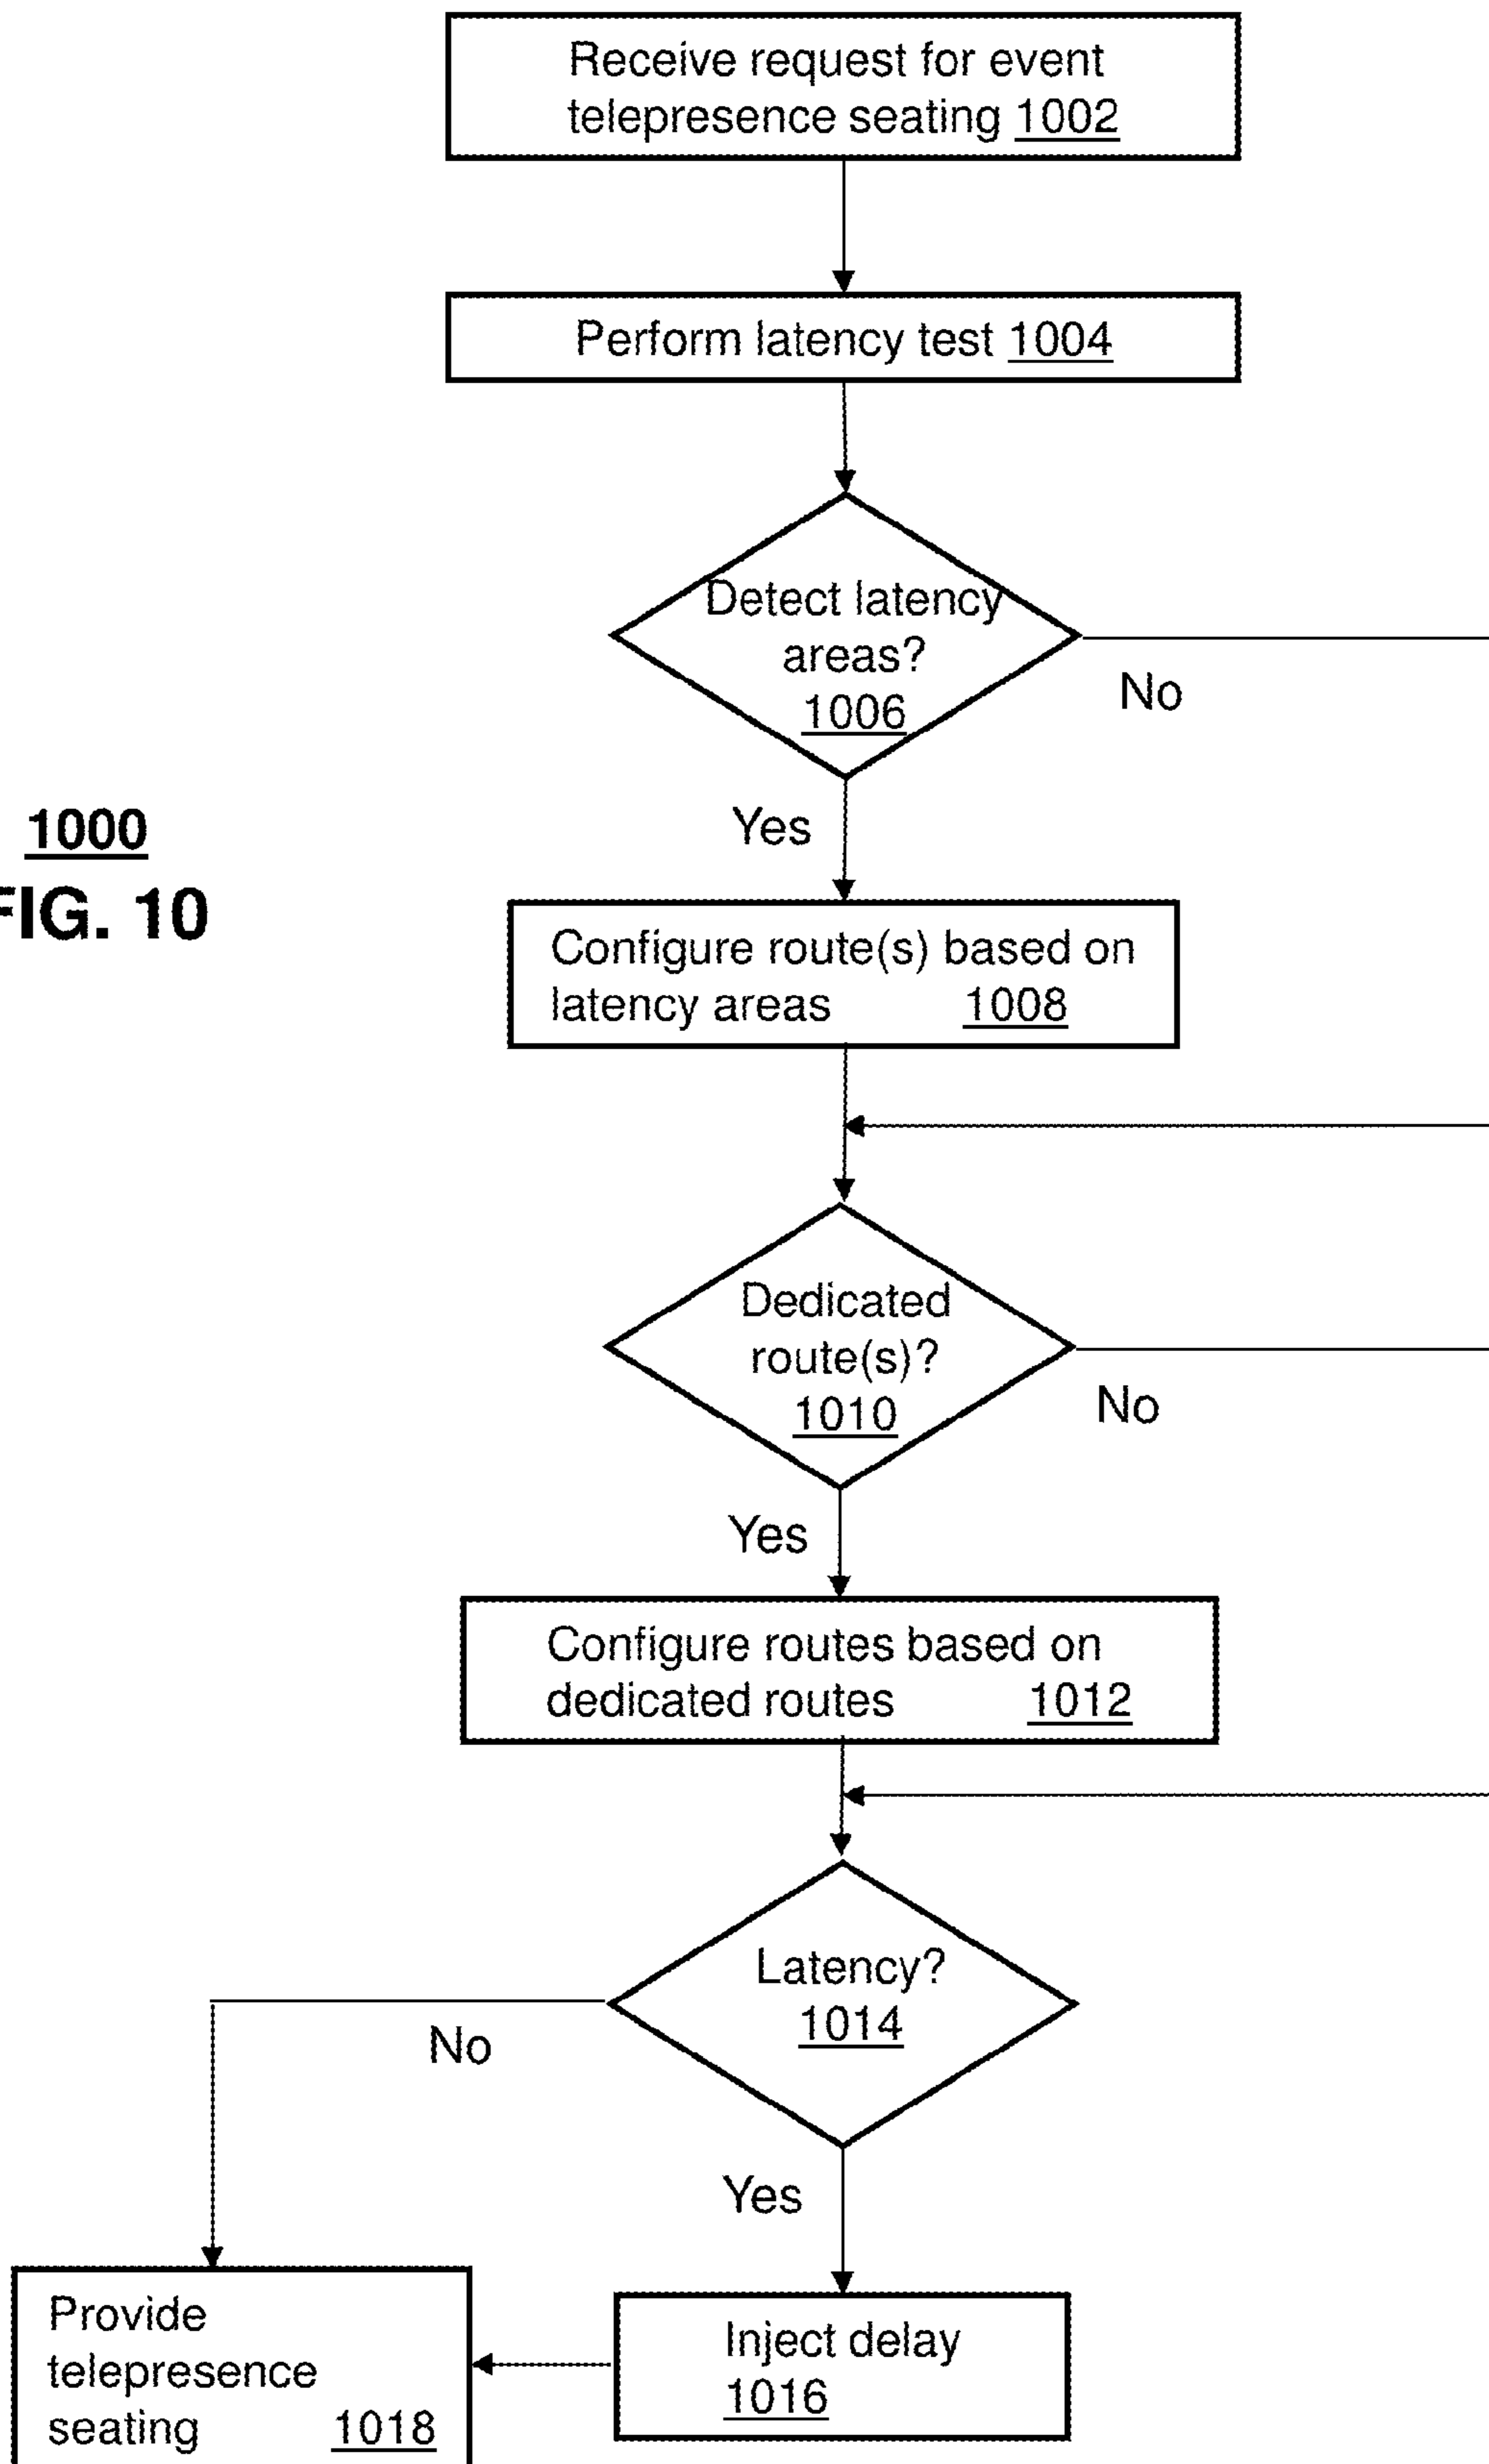 Receive request for event
telepresence seating 1002
Perform latency test 1004
Detect latency
areas?
1006
No
Yes
1000
FIG. 10
Configure route(s) based on
latency areas 1008
Dedicated
route(s)?
1010
No
Yes
Configure routes based on
dedicated routes 1012
Latency?
1014
No
Yes
Provide
telepresence
seating 1018
Inject delay
1016